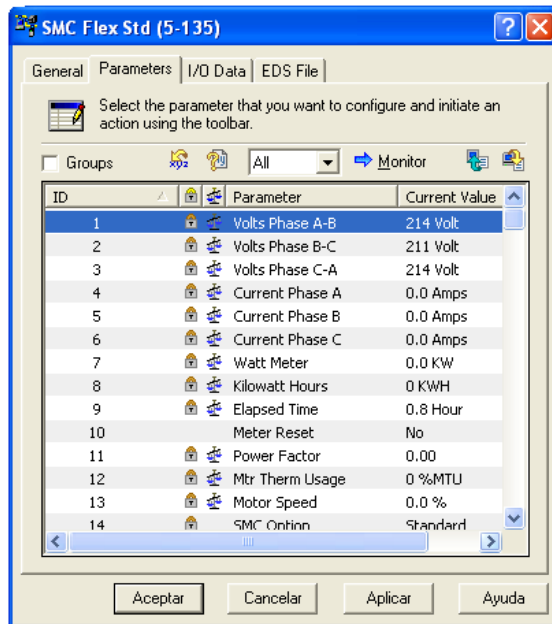 SMC Flex Std (5-135)
General Parameters I/O Data EDS File
Select the parameter that you want to configure and initiate an
action using the toolbar.
Groups All Monitor
ID Parameter Current Value
1 Volts Phase A-B 214 Volt
2 Volts Phase B-C 211 Volt
3 Volts Phase C-A 214 Volt
4 Current Phase A 0.0 Amps
5 Current Phase B 0.0 Amps
6 Current Phase C 0.0 Amps
7 Watt Meter 0.0 KW
8 Kilowatt Hours 0 KWH
9 Elapsed Time 0.8 Hour
10 Meter Reset No
11 Power Factor 0.00
12 Mtr Therm Usage 0 %MTU
13 Motor Speed 0.0 %
14 SMC Option Standard
Aceptar Cancelar Aplicar Ayuda